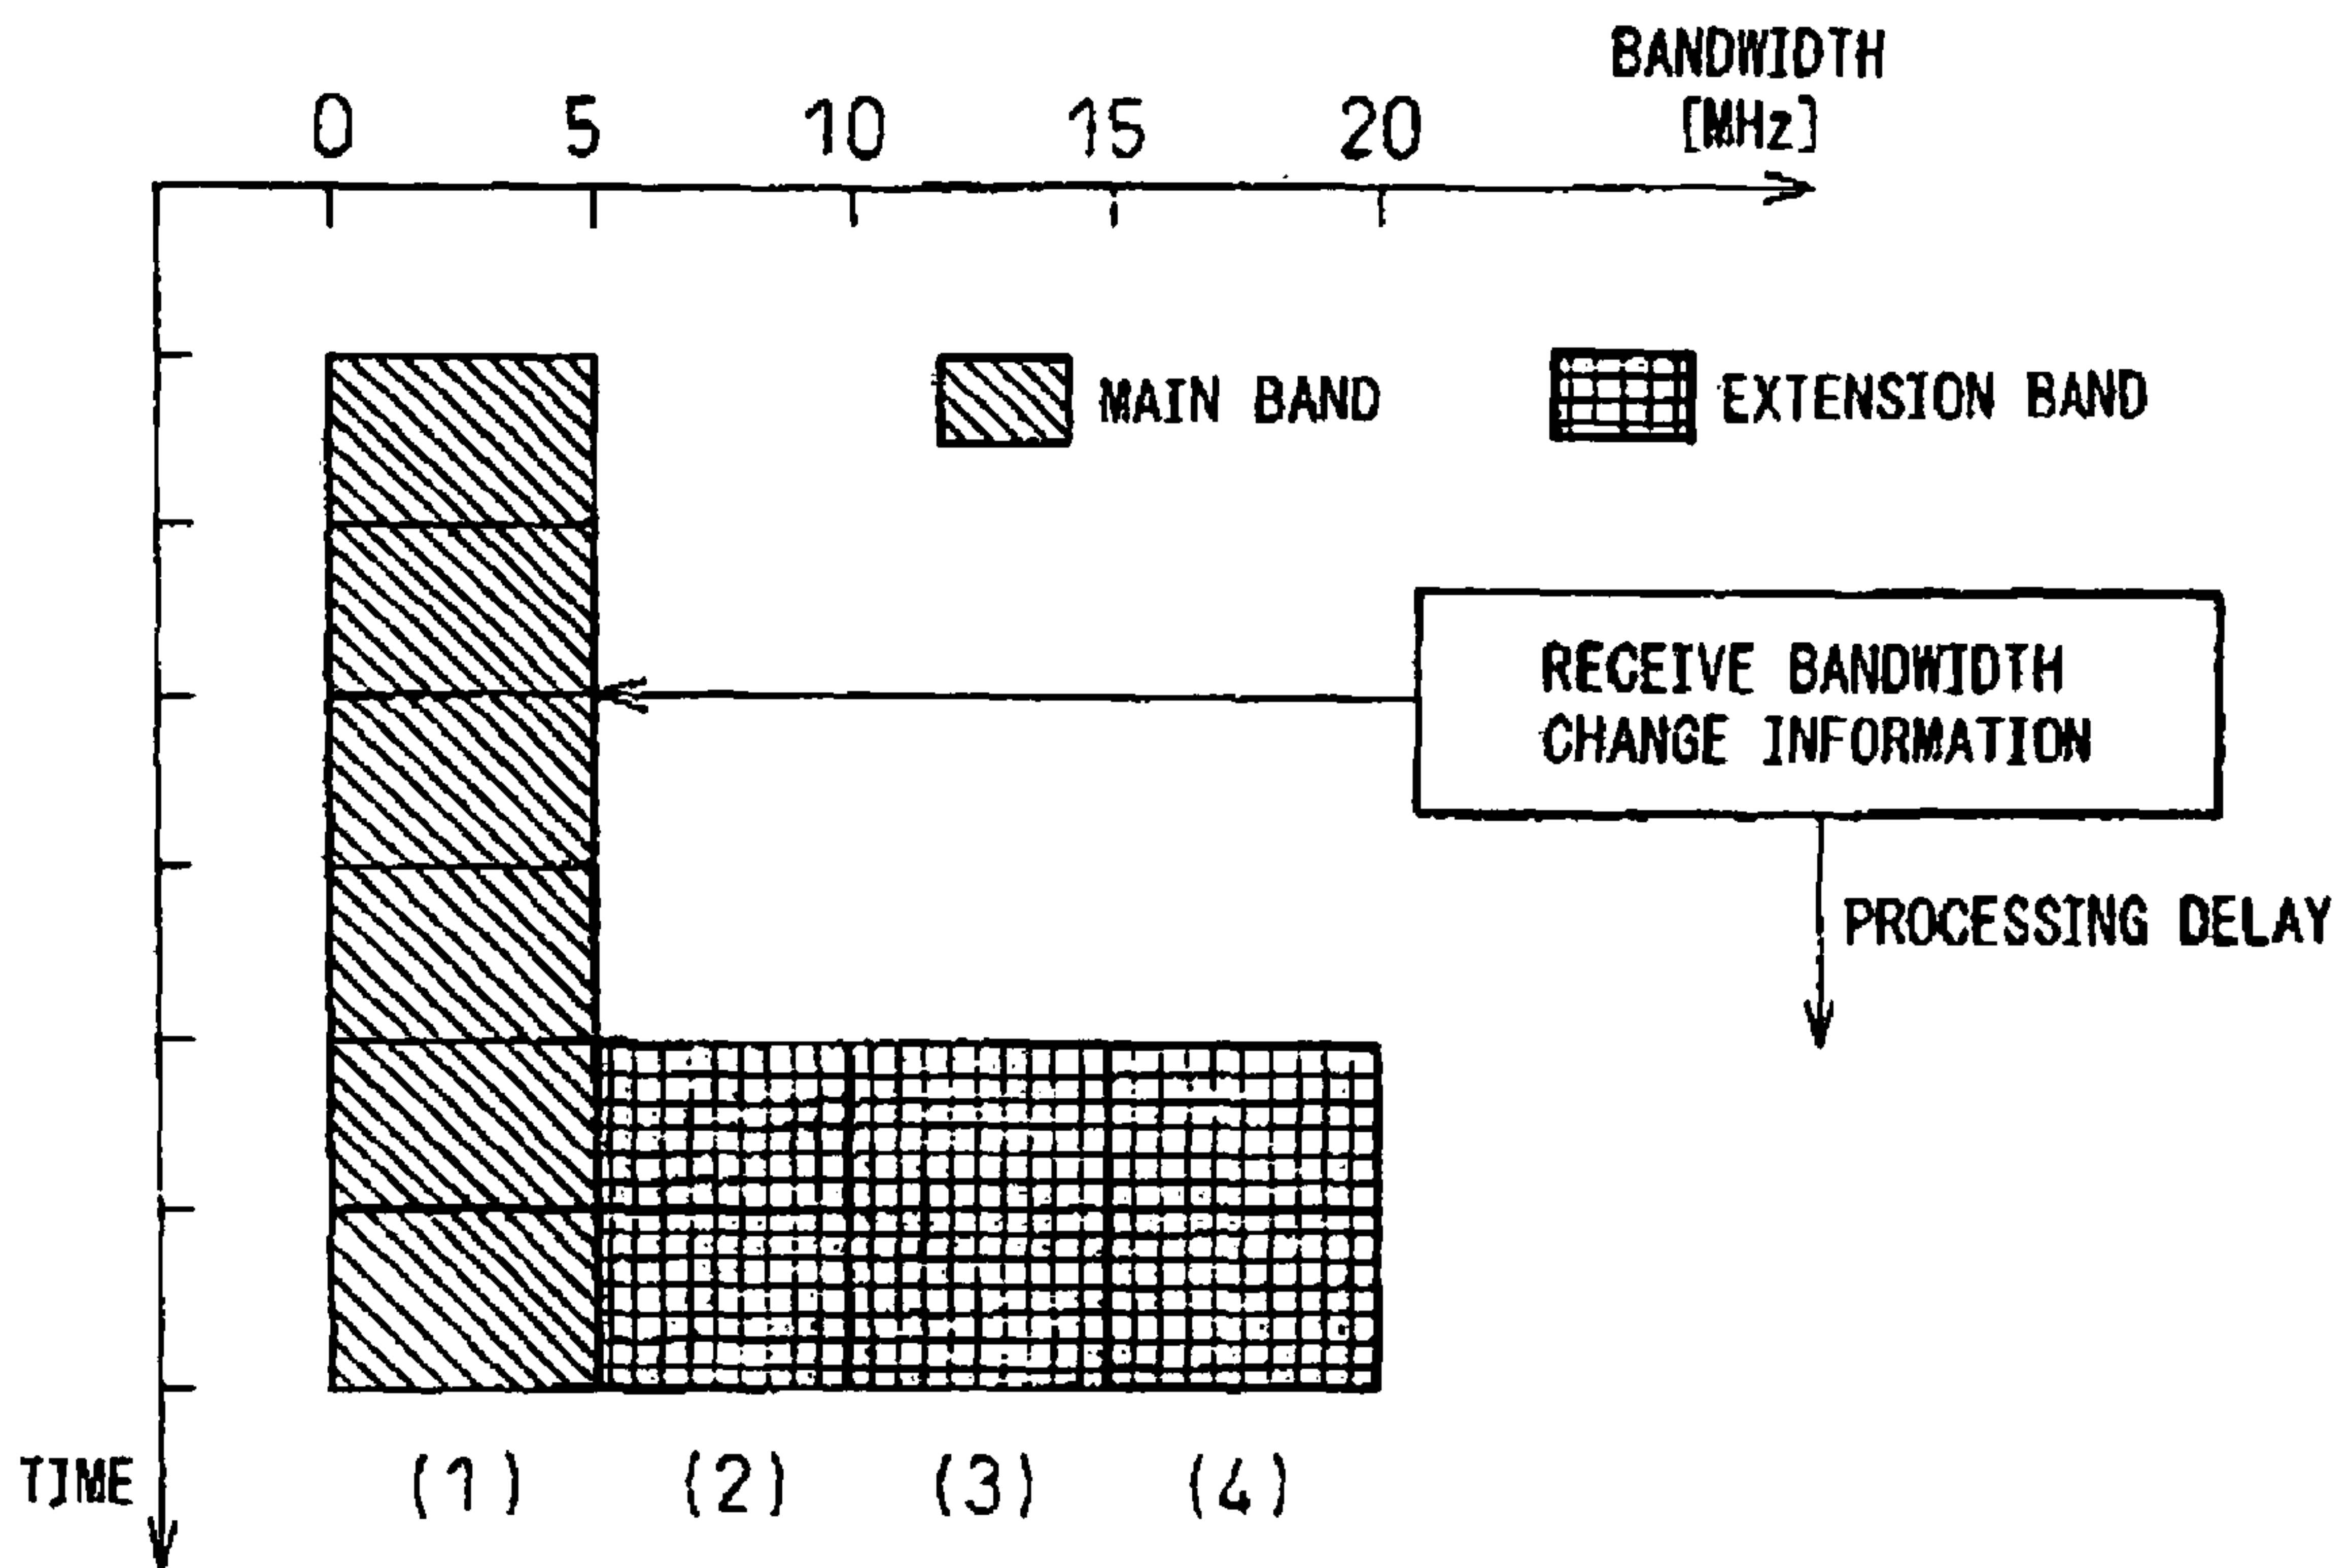 BANDWIDTH
[MHz]
0 5 10 15 20
MAIN BAND
EXTENSION BAND
RECEIVE BANDWIDTH
CHANGE INFORMATION
PROCESSING DELAY
TIME
(1) (2) (3) (4)